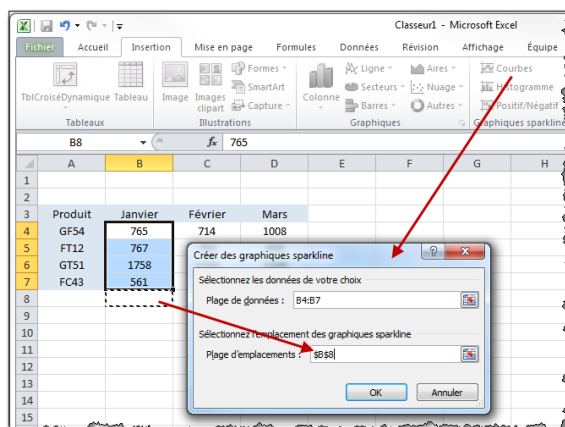 Classeur1 - Microsoft Excel
Fichier Accueil Insertion Mise en page Formules Données Révision Affichage Équipe
TblCroiséDynamique Tableau Image Images clipart Formes SmartArt Capture Colonne Ligne Secteurs Barres Aires Nuage Autres Courbes Histogramme Positif/Négatif
Tableaux Illustrations Graphiques Graphiques sparkline
B8 fx 765
A B C D E F G H
1
2
3 Produit Janvier Février Mars
4 GF54 765 714 1008
5 FT12 767
6 GT51 1758
7 FC43 561
8
9
10
11
12
13
14
15
Créer des graphiques sparkline
Sélectionnez les données de votre choix
Plage de données : B4:B7
Sélectionnez l'emplacement des graphiques sparkline
Plage d'emplacements : $B$8
OK Annuler